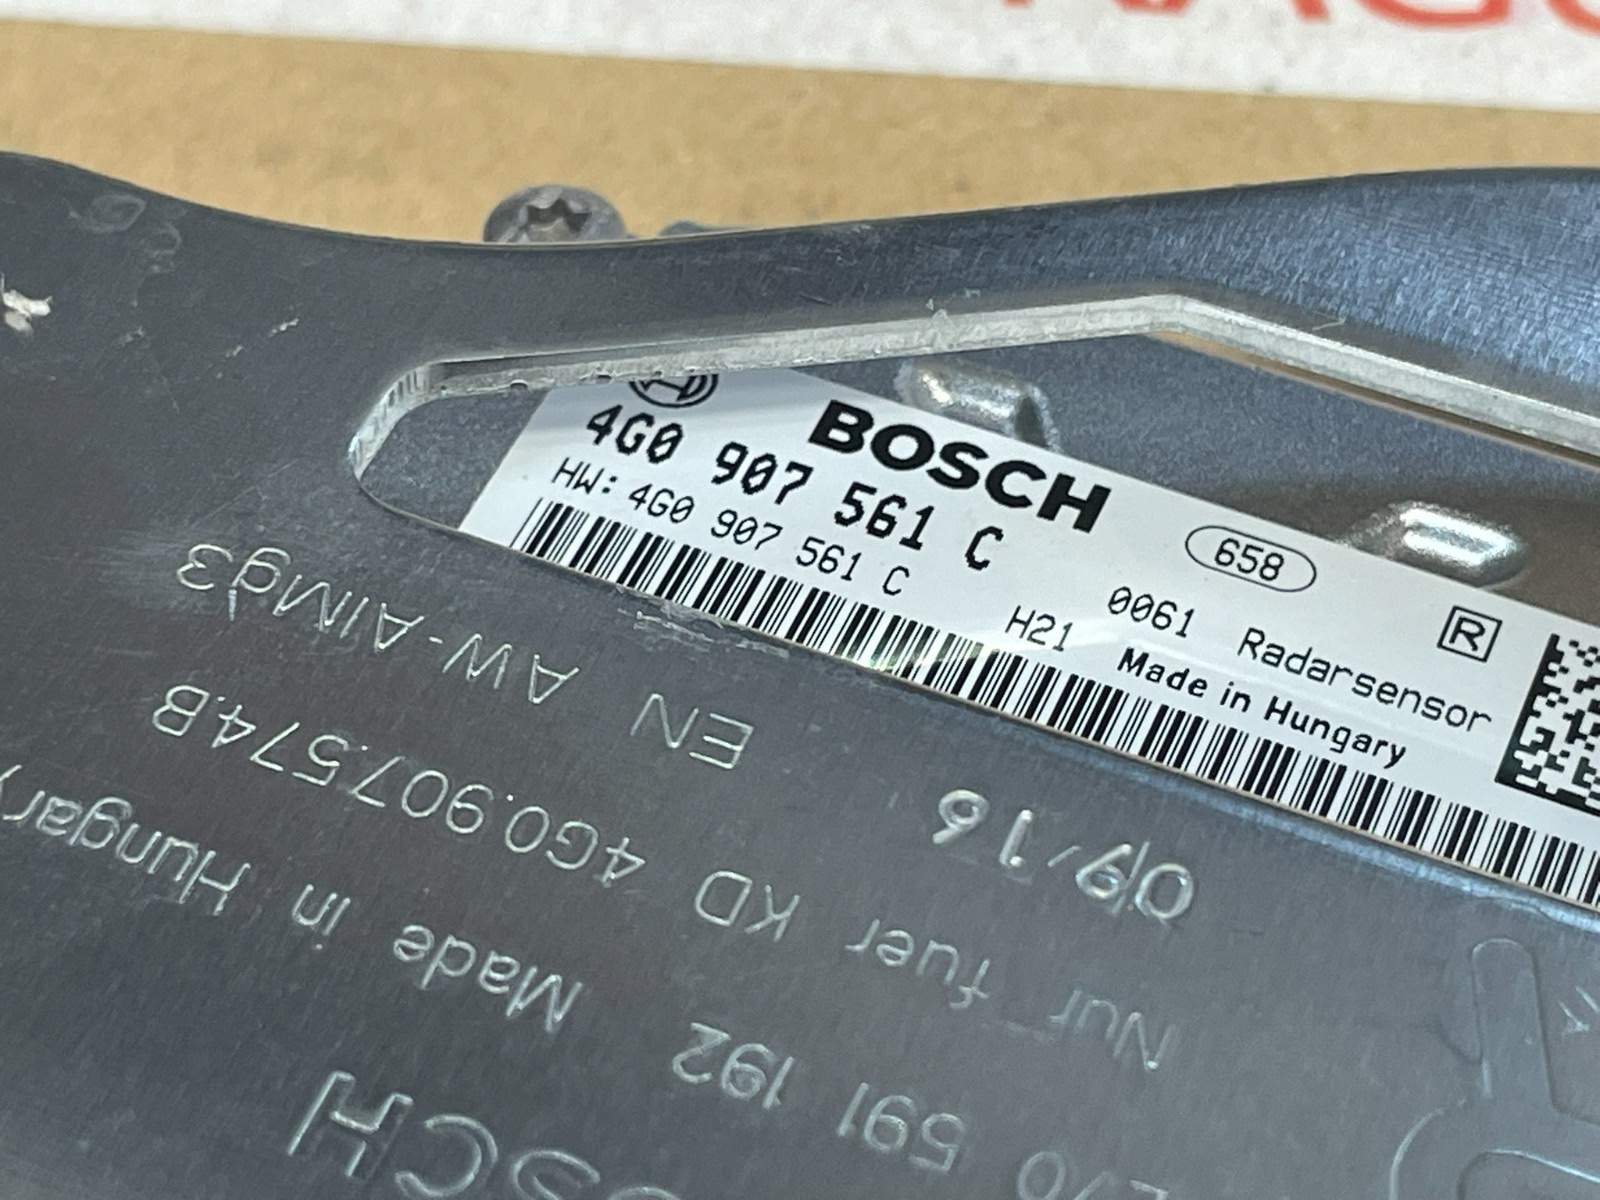 BOSCH
4G0 907 561 C
658
HW: 4G0 907 561 C
H21
0061
Radarsensor
R
Made in Hungary
09/16
EN AW-AlMg3
Nur fuer KD 4G0.907.574.B
591 192 Made in Hungary